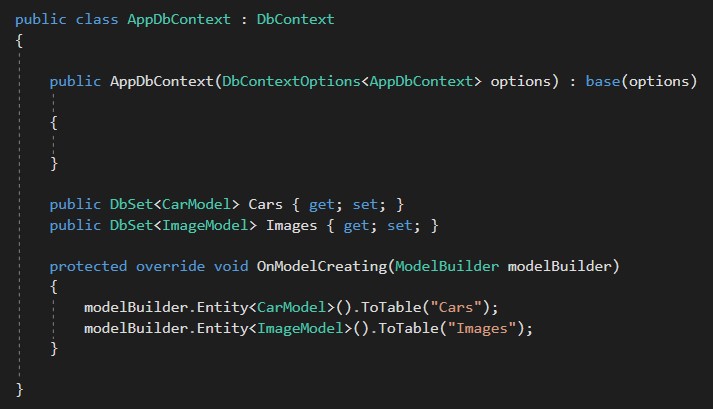 public class AppDbContext : DbContext
{
public AppDbContext(DbContextOptions<AppDbContext> options) : base(options)
{
}
public DbSet<CarModel> Cars { get; set; }
public DbSet<ImageModel> Images { get; set; }
protected override void OnModelCreating(ModelBuilder modelBuilder)
{
modelBuilder.Entity<CarModel>().ToTable("Cars");
modelBuilder.Entity<ImageModel>().ToTable("Images");
}
}